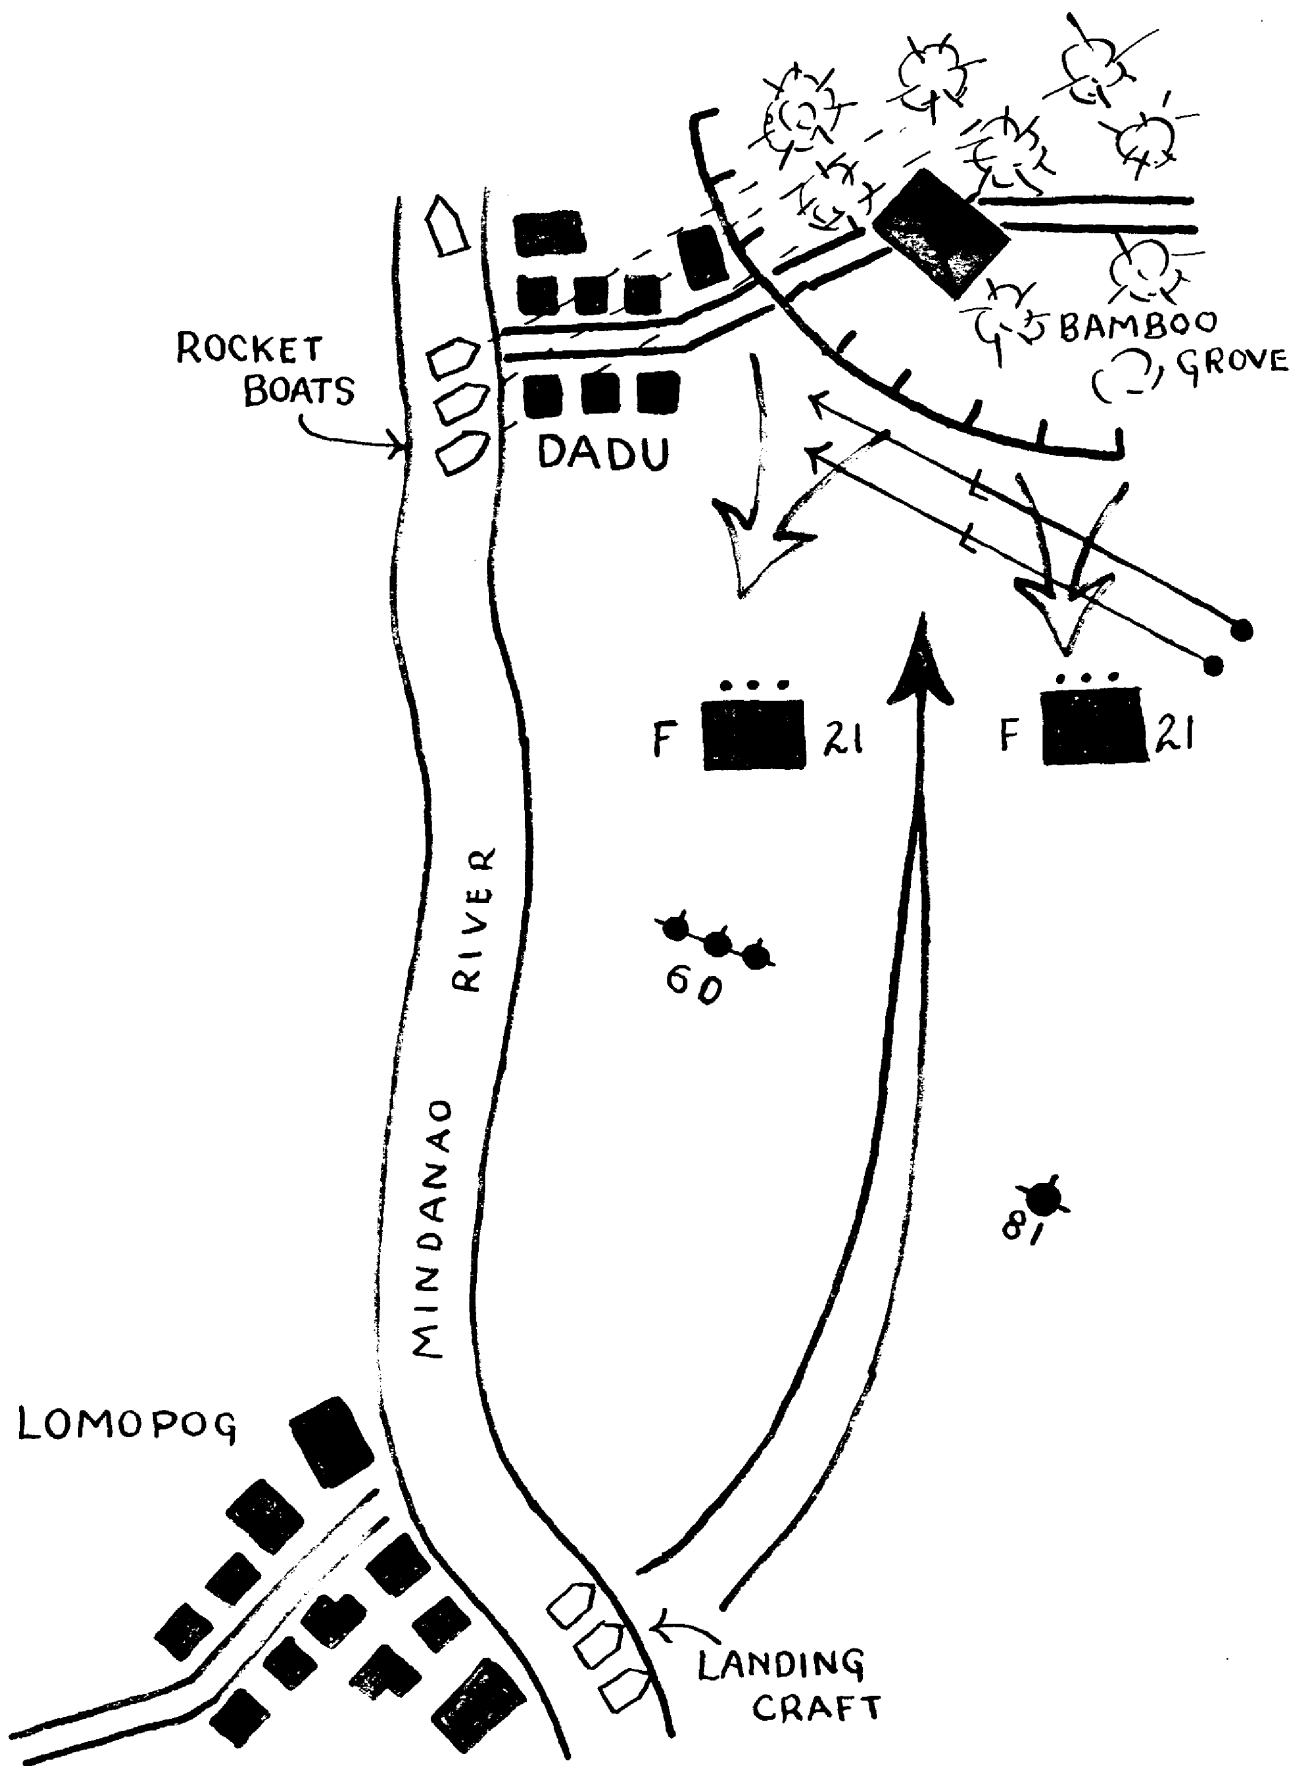 ROCKET
BOATS
BAMBOO
GROVE
DADU
L
L
F 21
F 21
60
81
MINDANAO RIVER
LOMOPOG
LANDING
CRAFT